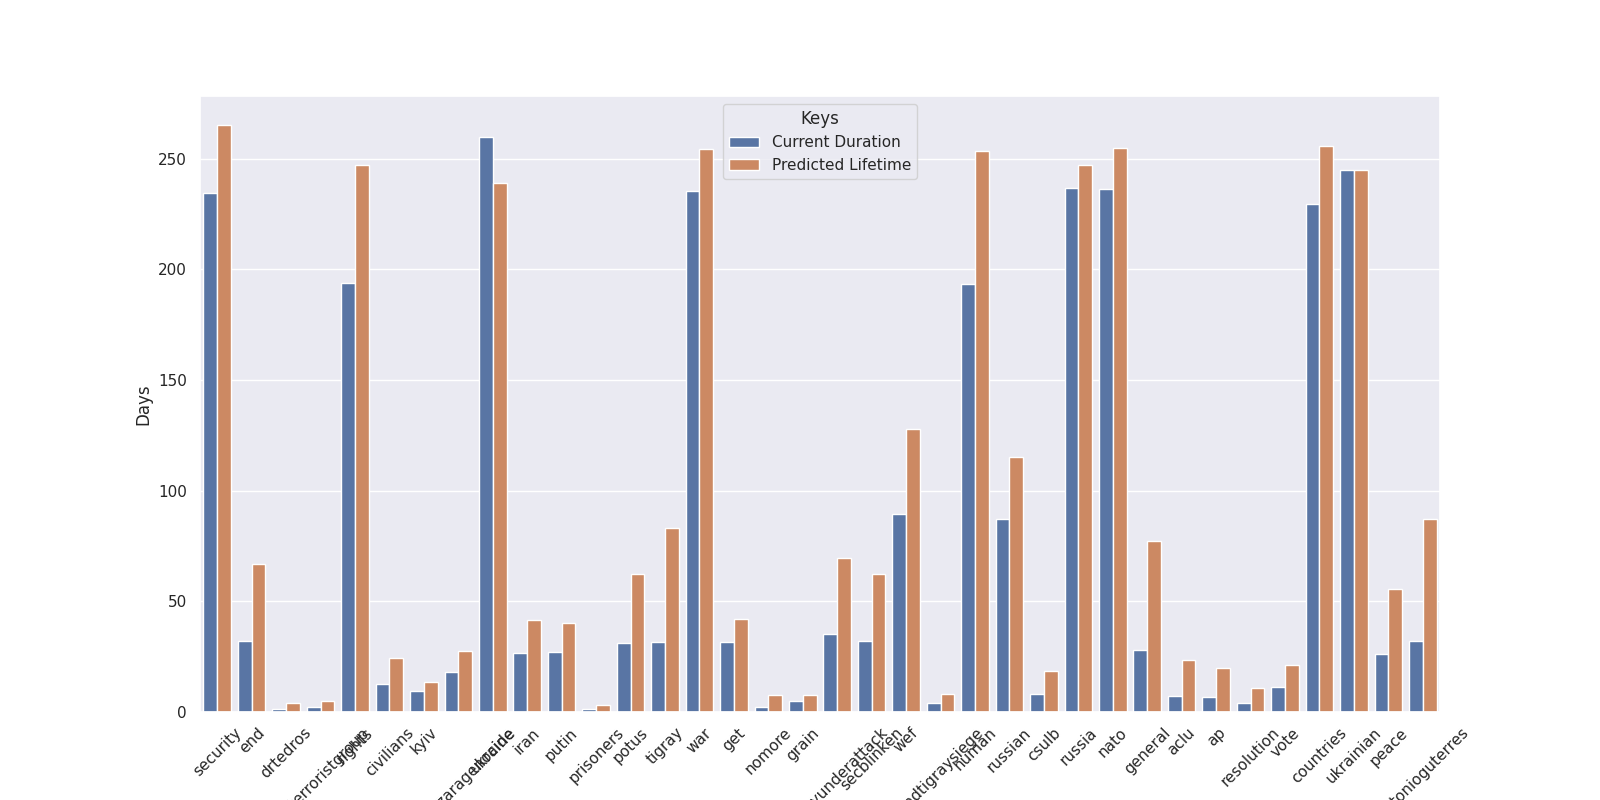 Keys
Current Duration
Predicted Lifetime
Days
250
200
150
100
50
0
security
end
drtedros
rights
civilians
kyiv
ukraine
iran
putin
prisoners
potus
tigray
war
get
nomore
grain
secblinken
wef
human
russian
csulb
russia
nato
general
aclu
ap
resolution
vote
countries
ukrainian
peace